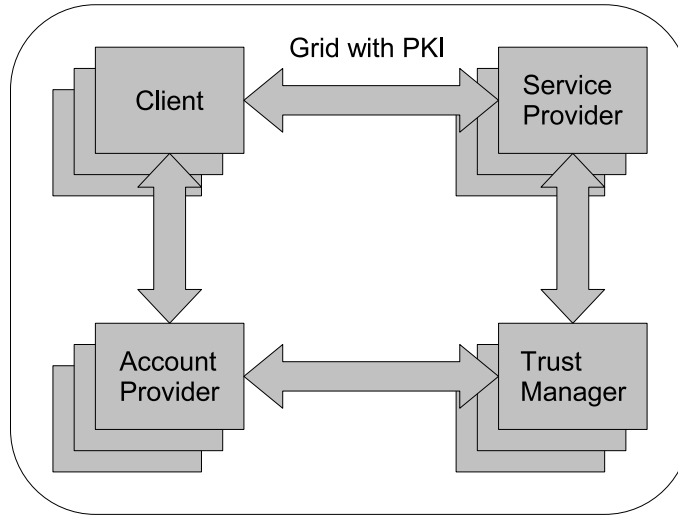 Grid with PKI
Client
Service
Provider
Account
Provider
Trust
Manager